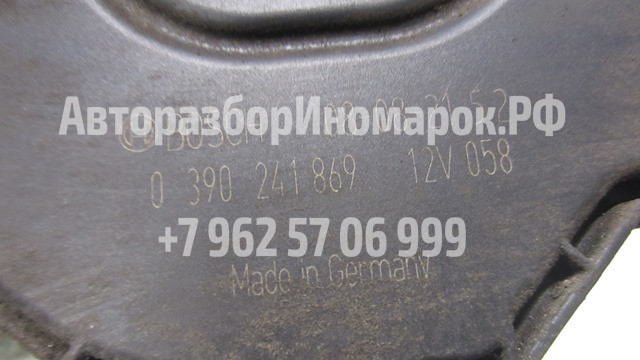 АвторазборИномарок.РФ
BOSCH
0 390 241 869 12V 058
+7 962 57 06 999
Made in Germany